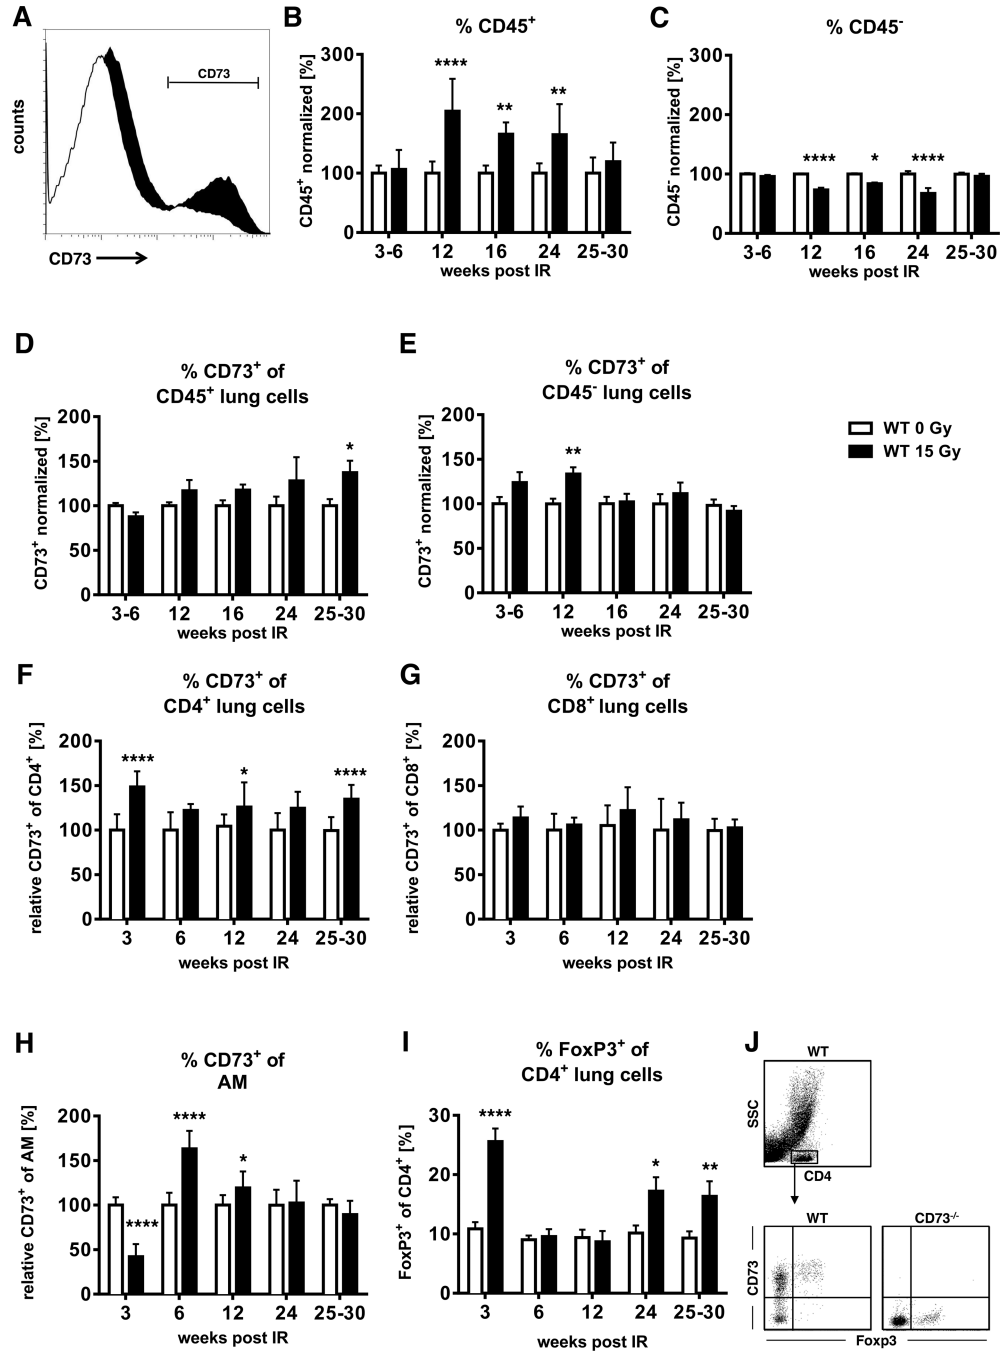 A
counts
CD73
CD73
B
% CD45⁺
CD45⁺ normalized [%]
300
200
100
0
****
**
**
3-6 12 16 24 25-30
weeks post IR
C
% CD45⁻
CD45⁻ normalized [%]
300
200
100
0
****
*
****
3-6 12 16 24 25-30
weeks post IR
D
% CD73⁺ of
CD45⁺ lung cells
CD73⁺ normalized [%]
200
150
100
50
0
*
3-6 12 16 24 25-30
weeks post IR
E
% CD73⁺ of
CD45⁻ lung cells
CD73⁺ normalized [%]
200
150
100
50
0
**
3-6 12 16 24 25-30
weeks post IR
WT 0 Gy
WT 15 Gy
F
% CD73⁺ of
CD4⁺ lung cells
relative CD73⁺ of CD4⁺ [%]
200
150
100
50
0
****
*
****
3 6 12 24 25-30
weeks post IR
G
% CD73⁺ of
CD8⁺ lung cells
relative CD73⁺ of CD8⁺ [%]
200
150
100
50
0
3 6 12 24 25-30
weeks post IR
H
% CD73⁺ of
AM
relative CD73⁺ of AM [%]
200
150
100
50
0
****
****
*
3 6 12 24 25-30
weeks post IR
I
% FoxP3⁺ of
CD4⁺ lung cells
FoxP3⁺ of CD4⁺ [%]
30
20
10
0
****
*
**
3 6 12 24 25-30
weeks post IR
J
WT
SSC
CD4
WT
CD73⁻/⁻
CD73
Foxp3